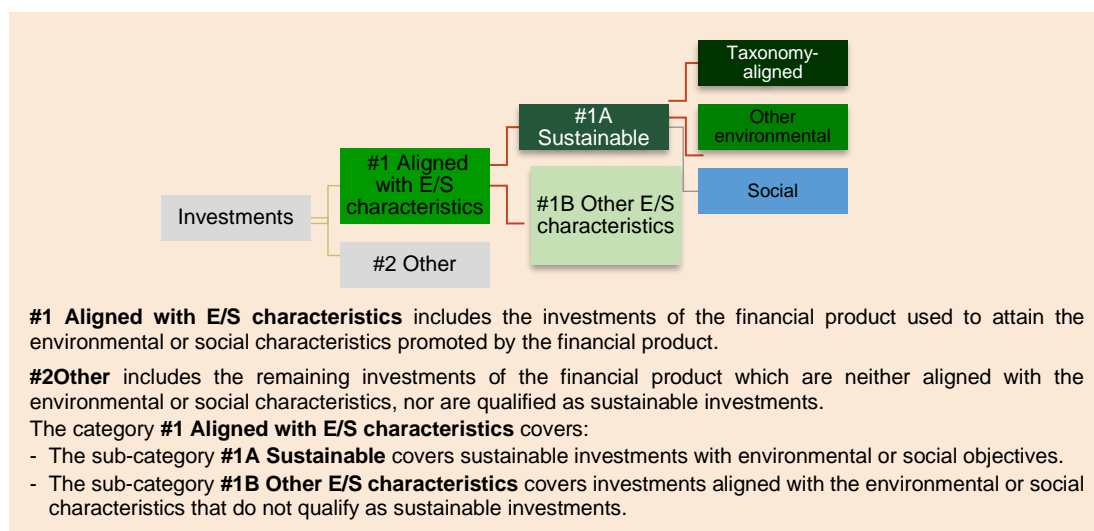 Taxonomy-
aligned
#1A
Sustainable
Other
environmental
#1 Aligned
with E/S
characteristics
Social
#1B Other E/S
characteristics
Investments
#2 Other
#1 Aligned with E/S characteristics includes the investments of the financial product used to attain the
environmental or social characteristics promoted by the financial product.
#2Other includes the remaining investments of the financial product which are neither aligned with the
environmental or social characteristics, nor are qualified as sustainable investments.
The category #1 Aligned with E/S characteristics covers:
- The sub-category #1A Sustainable covers sustainable investments with environmental or social objectives.
- The sub-category #1B Other E/S characteristics covers investments aligned with the environmental or social
characteristics that do not qualify as sustainable investments.